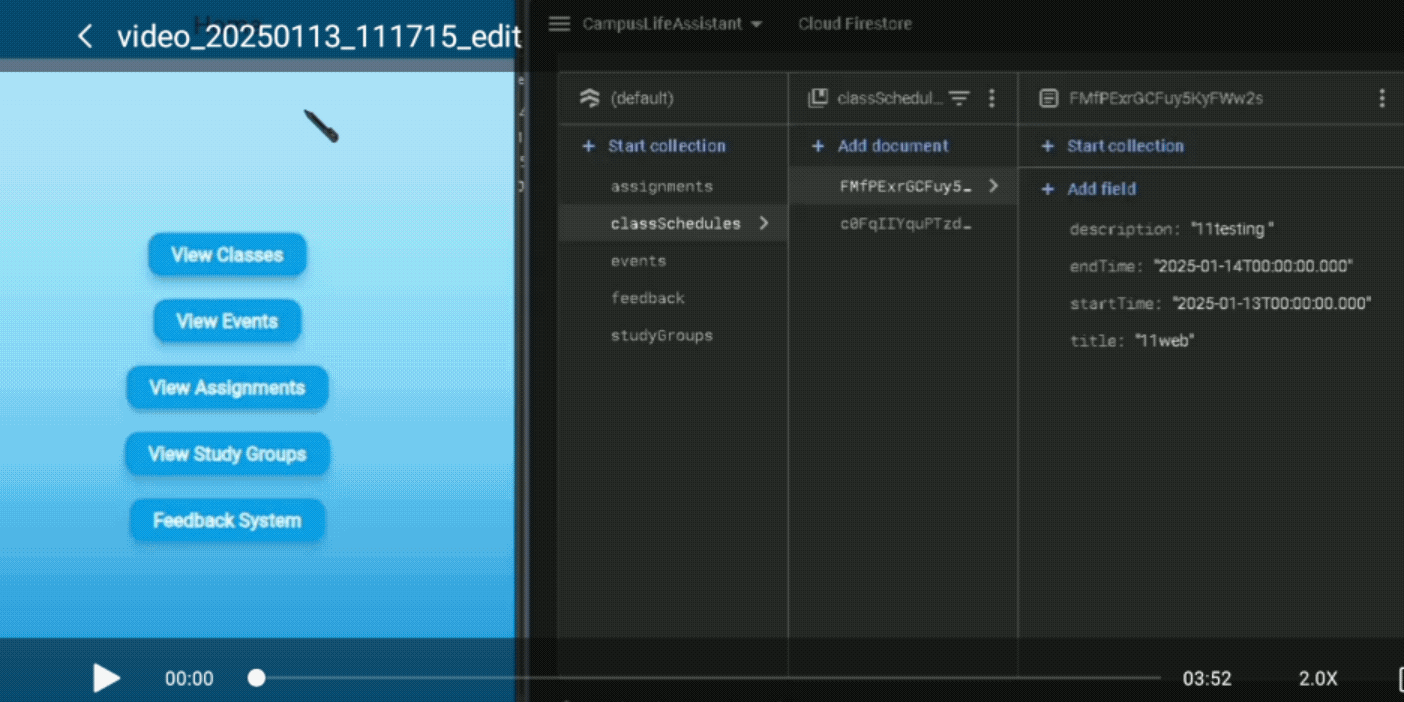 Home
video_20250113_111715_edit
View Classes
View Events
View Assignments
View Study Groups
Feedback System
CampusLifeAssistant
Cloud Firestore
(default)
+ Start collection
assignments
classSchedules
events
feedback
studyGroups
classSchedul...
+ Add document
FMfPExrGCFuy5…
c0FqIIYquPTzd…
FMfPExrGCFuy5KyFWw2s
+ Start collection
+ Add field
description: "11testing "
endTime: "2025-01-14T00:00:00.000"
startTime: "2025-01-13T00:00:00.000"
title: "11web"
00:00
03:52
2.0X